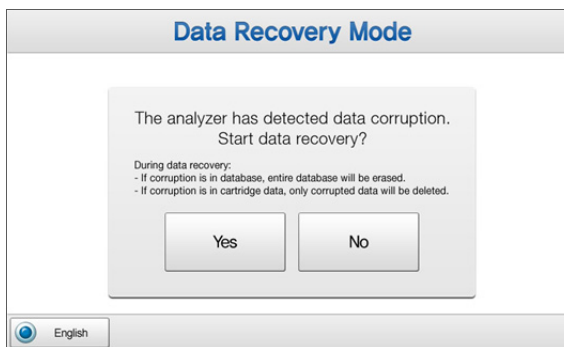 Data Recovery Mode
The analyzer has detected data corruption.
Start data recovery?
During data recovery:
- If corruption is in database, entire database will be erased.
- If corruption is in cartridge data, only corrupted data will be deleted.
Yes
No
English